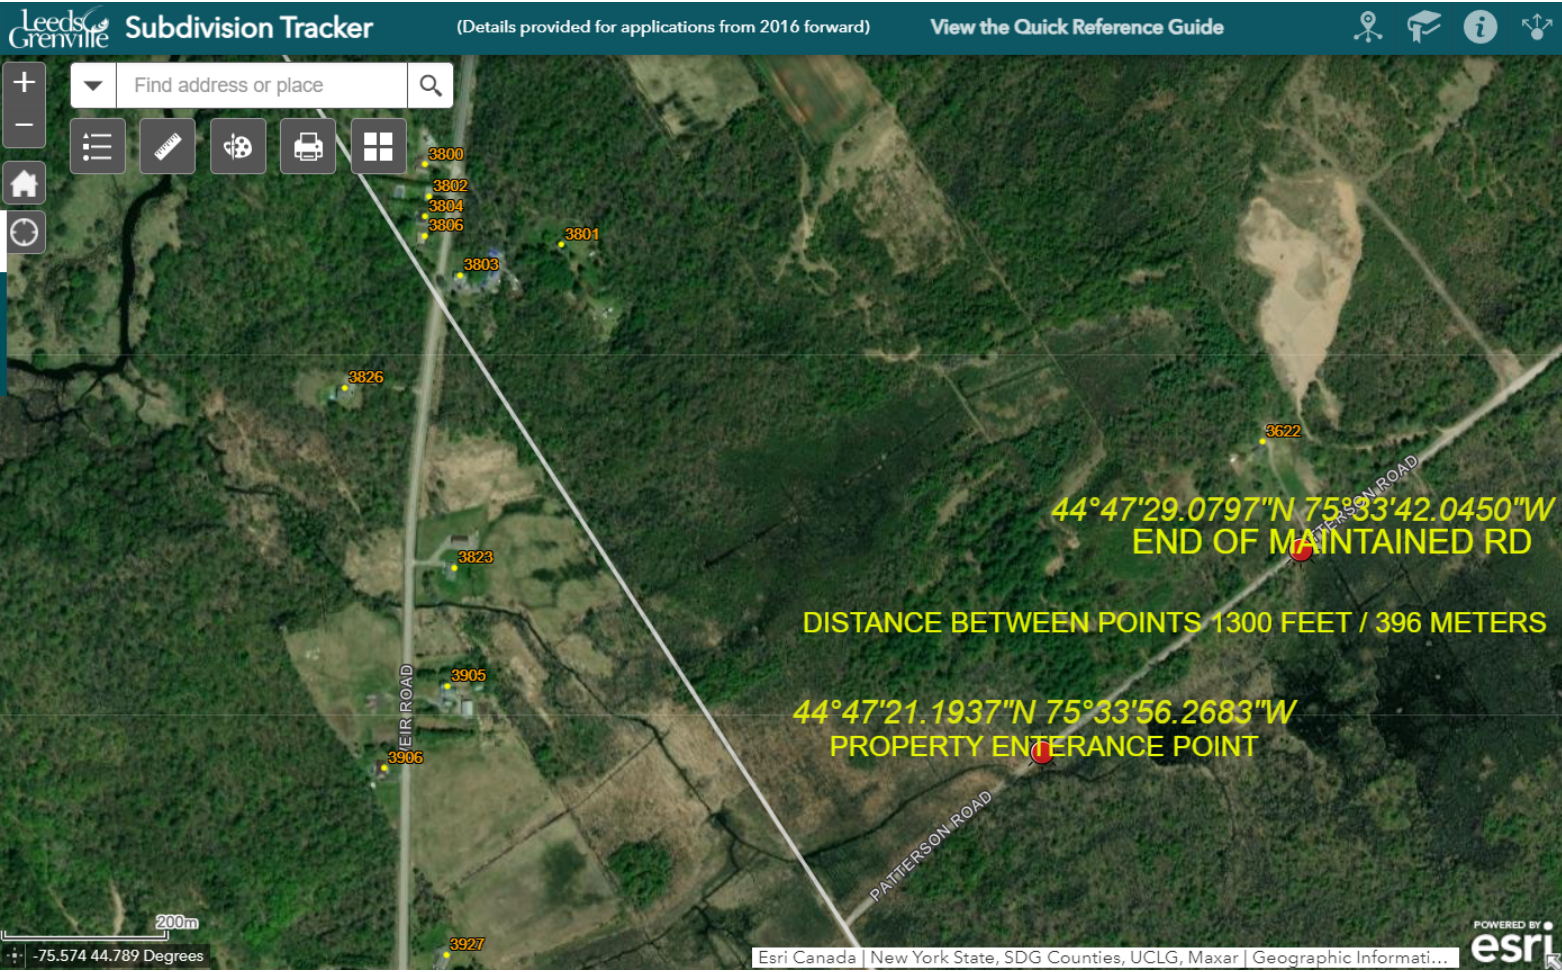 Leeds Grenville
Subdivision Tracker
(Details provided for applications from 2016 forward)
View the Quick Reference Guide
Find address or place
3800
3802
3804
3806
3801
3803
3826
3622
PATTERSON ROAD
44°47'29.0797"N 75°33'42.0450"W
END OF MAINTAINED RD
3823
DISTANCE BETWEEN POINTS 1300 FEET / 396 METERS
3905
WEIR ROAD
44°47'21.1937"N 75°33'56.2683"W
PROPERTY ENTERANCE POINT
3906
PATTERSON ROAD
200m
3927
-75.574 44.789 Degrees
Esri Canada | New York State, SDG Counties, UCLG, Maxar | Geographic Informati...
POWERED BY
esri